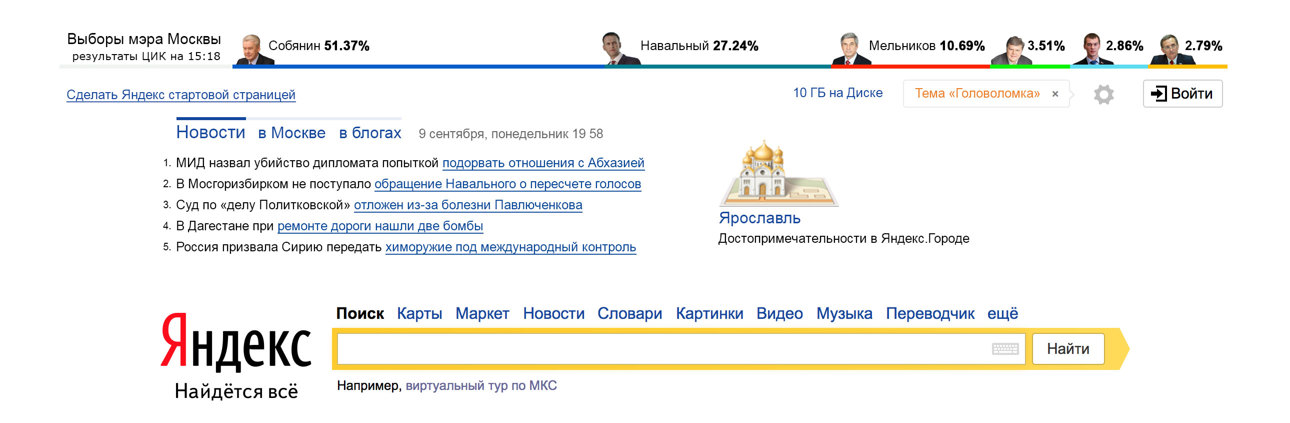 Выборы мэра Москвы
результаты ЦИК на 15:18
Собянин 51.37%
Навальный 27.24%
Мельников 10.69%
3.51%
2.86%
2.79%
Сделать Яндекс стартовой страницей
10 ГБ на Диске
Тема «Головоломка» ×
Войти
Новости в Москве в блогах 9 сентября, понедельник 19 58
1. МИД назвал убийство дипломата попыткой подорвать отношения с Абхазией
2. В Мосгоризбирком не поступало обращение Навального о пересчете голосов
3. Суд по «делу Политковской» отложен из-за болезни Павлюченкова
4. В Дагестане при ремонте дороги нашли две бомбы
5. Россия призвала Сирию передать химоружие под международный контроль
Ярославль
Достопримечательности в Яндекс.Городе
Поиск Карты Маркет Новости Словари Картинки Видео Музыка Переводчик ещё
Яндекс
Найдётся всё
Найти
Например, виртуальный тур по МКС